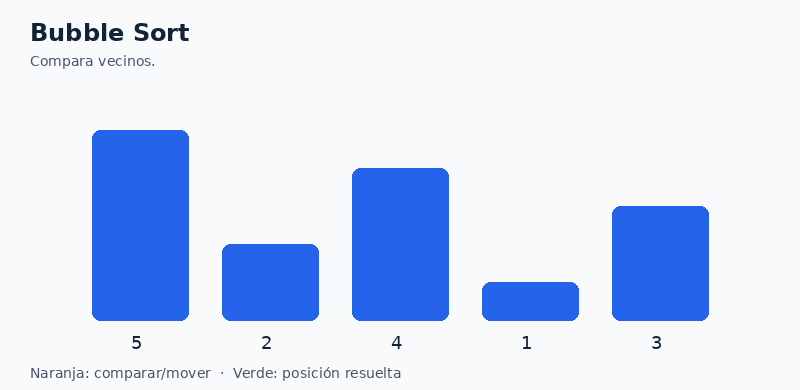 Bubble Sort
Compara vecinos.
5 2 4 1 3
Naranja: comparar/mover · Verde: posición resuelta